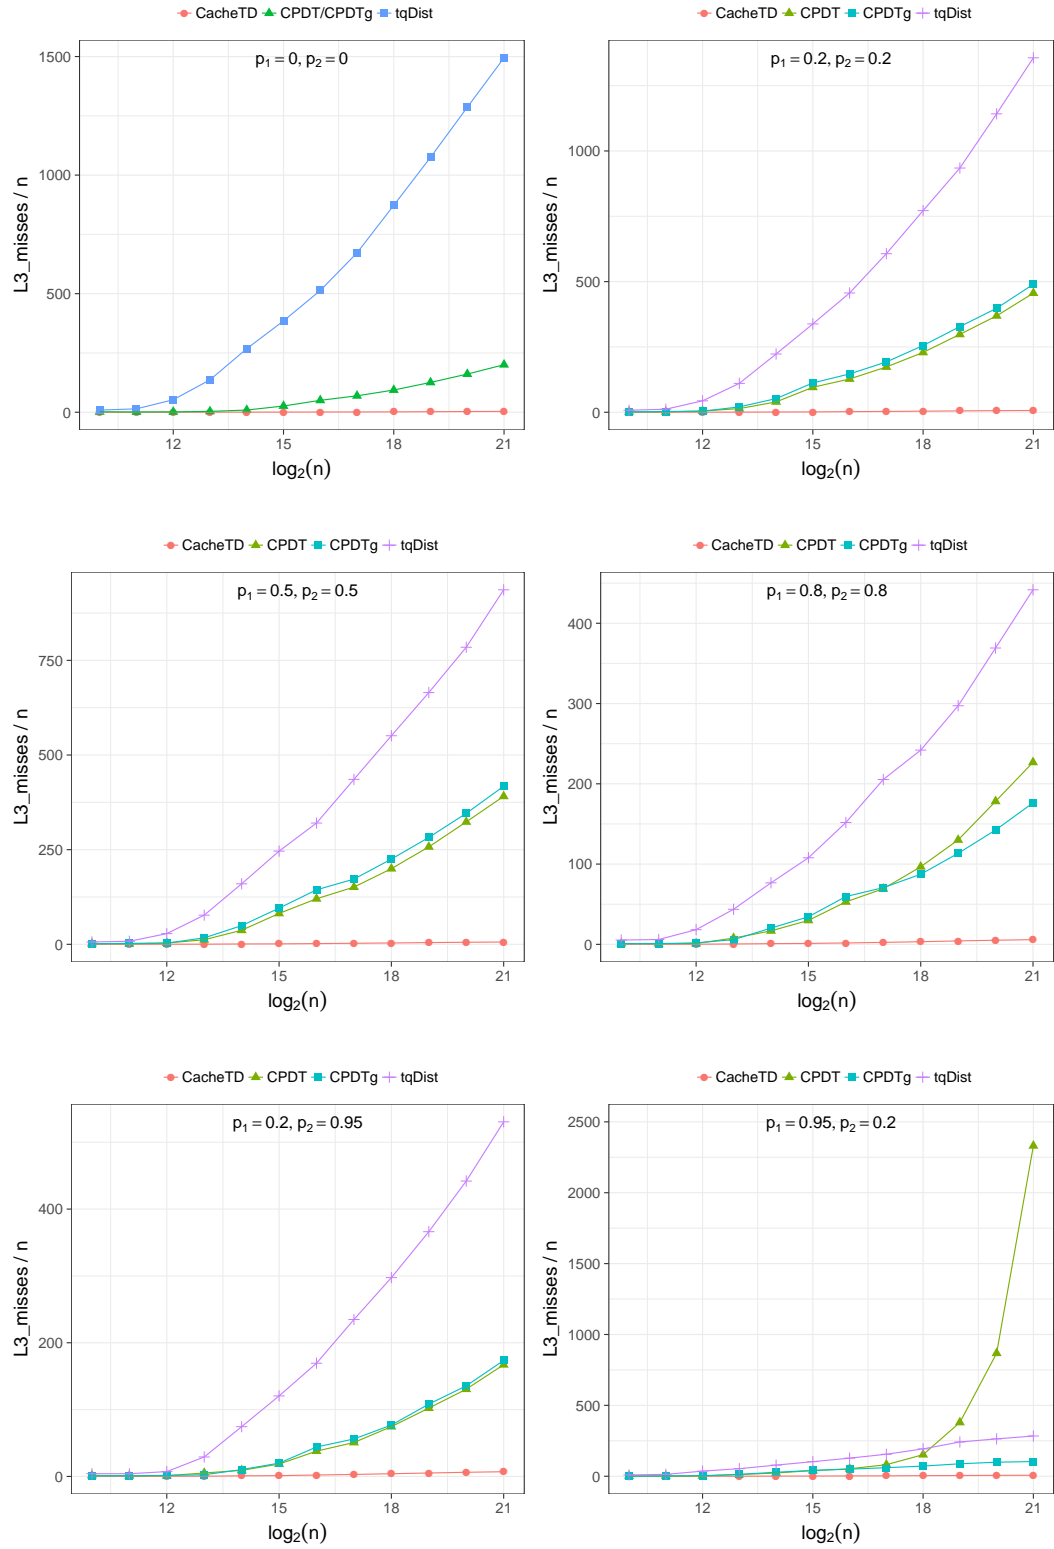 CacheTD CPDT/CPDTg tqDist
p₁ = 0, p₂ = 0
1500
1000
500
0
L3_misses / n
12 15 18 21
log₂(n)
CacheTD CPDT CPDTg tqDist
p₁ = 0.2, p₂ = 0.2
1000
500
0
L3_misses / n
12 15 18 21
log₂(n)
CacheTD CPDT CPDTg tqDist
p₁ = 0.5, p₂ = 0.5
750
500
250
0
L3_misses / n
12 15 18 21
log₂(n)
CacheTD CPDT CPDTg tqDist
p₁ = 0.8, p₂ = 0.8
400
300
200
100
0
L3_misses / n
12 15 18 21
log₂(n)
CacheTD CPDT CPDTg tqDist
p₁ = 0.2, p₂ = 0.95
400
200
0
L3_misses / n
12 15 18 21
log₂(n)
CacheTD CPDT CPDTg tqDist
p₁ = 0.95, p₂ = 0.2
2500
2000
1500
1000
500
0
L3_misses / n
12 15 18 21
log₂(n)